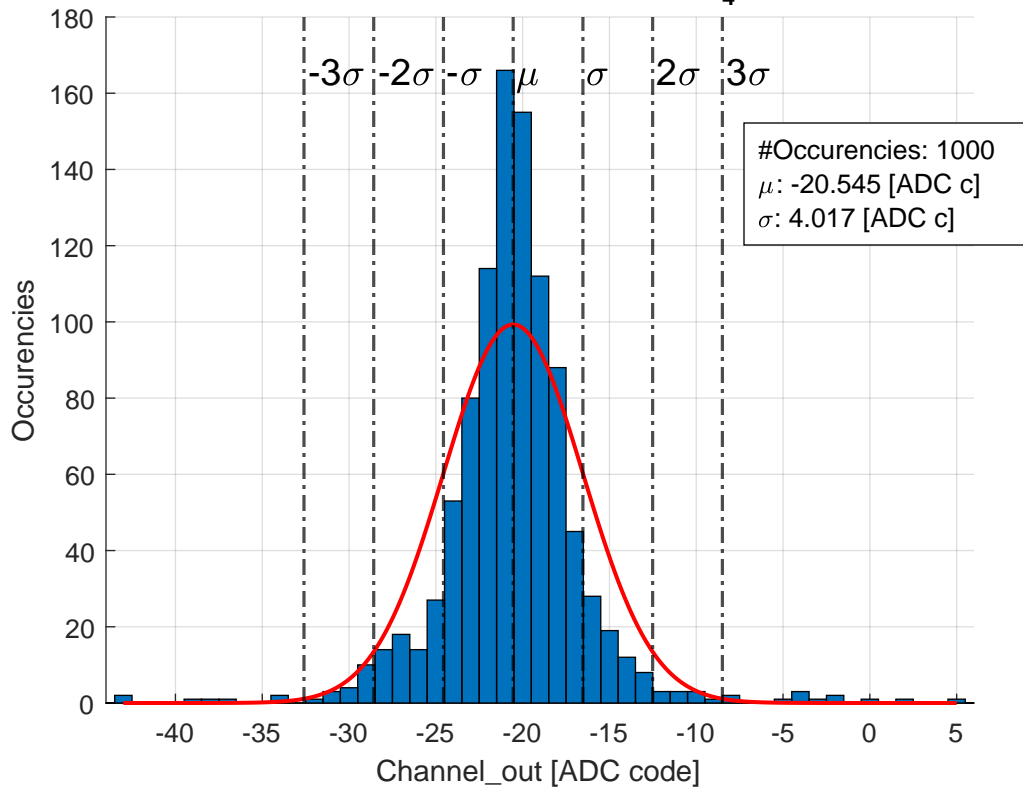 4
180
160
140
120
100
80
60
40
20
0
-3σ -2σ -σ μ σ 2σ 3σ
#Occurencies: 1000
μ: -20.545 [ADC c]
σ: 4.017 [ADC c]
Occurencies
-40 -35 -30 -25 -20 -15 -10 -5 0 5
Channel_out [ADC code]